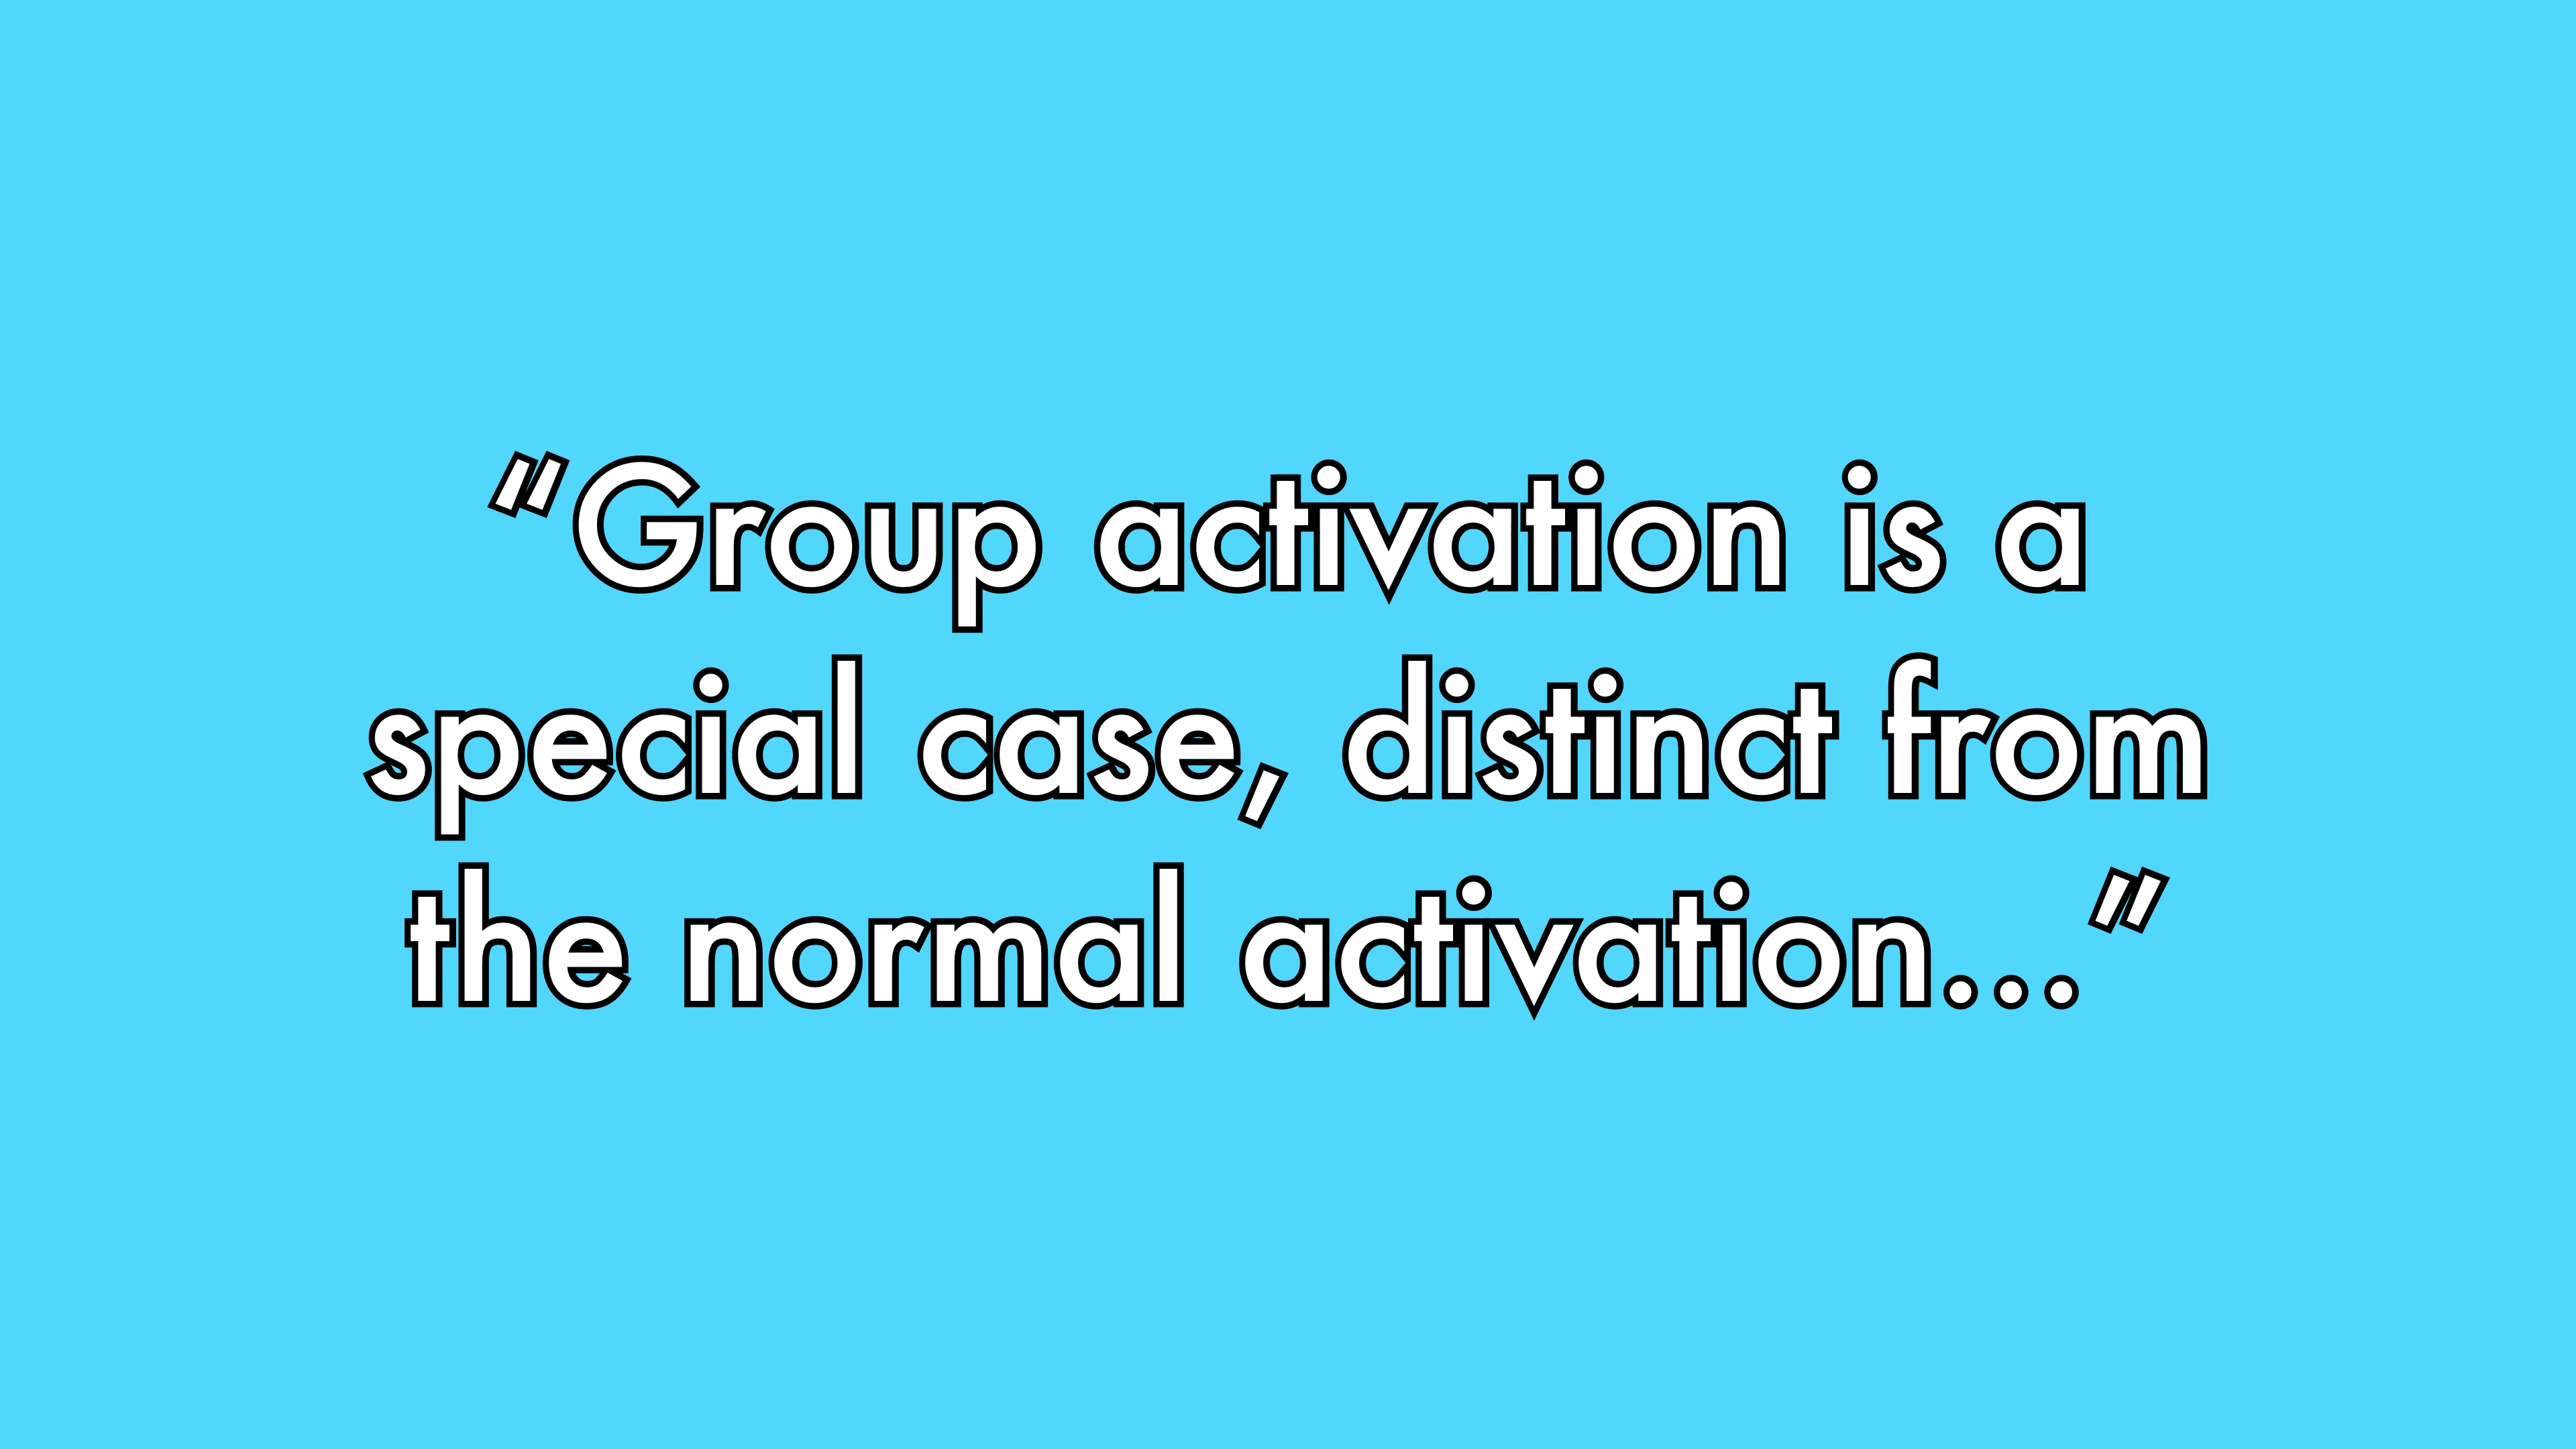 “Group activation is a
special case, distinct from
the normal activation...”